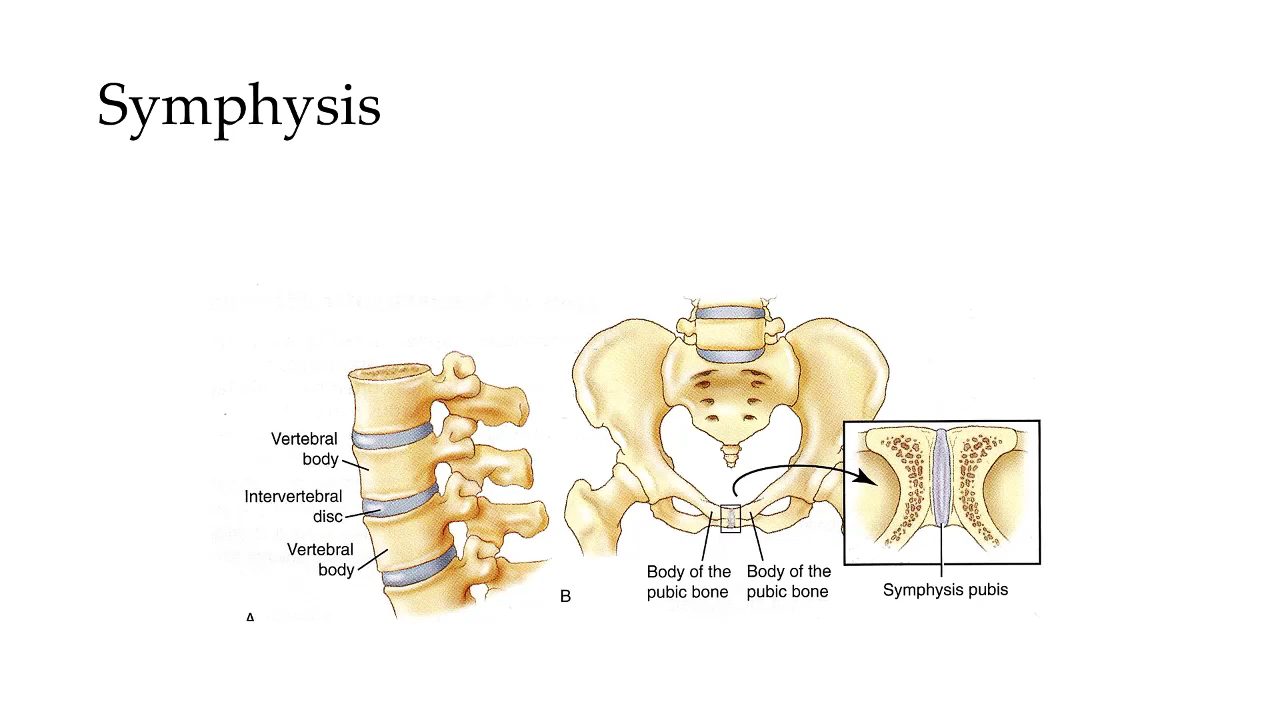 Symphysis
Vertebral
body
Intervertebral
disc
Vertebral
body
A
B
Body of the
pubic bone
Body of the
pubic bone
Symphysis pubis